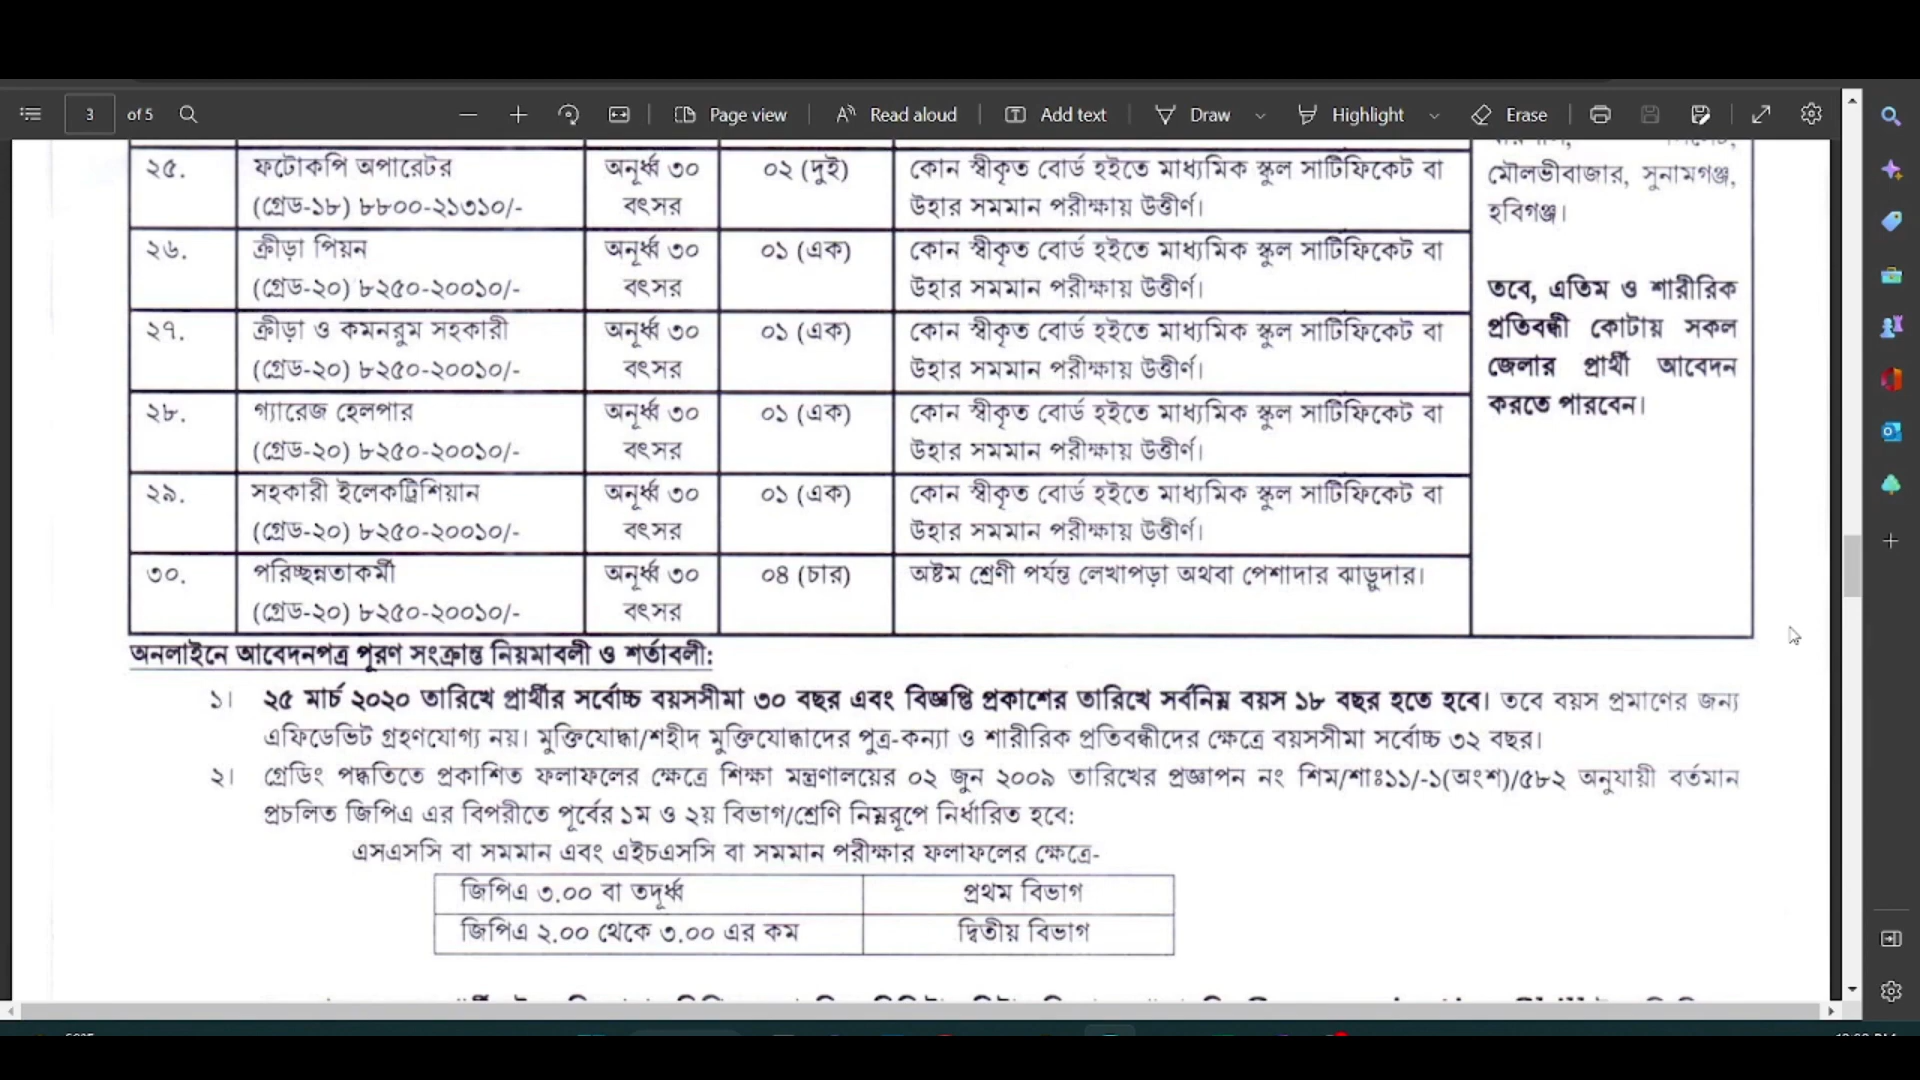 3 of 5 Page view Read aloud Add text Draw Highlight Erase
২৫. ফটোকপি অপারেটর অনূর্ধ্ব ৩০ ০২ (দুই) কোন স্বীকৃত বোর্ড হইতে মাধ্যমিক স্কুল সার্টিফিকেট বা
(গ্রেড-১৮) ৮৮০০-২১৩১০/- বৎসর উহার সমমান পরীক্ষায় উত্তীর্ণ।
মৌলভীবাজার, সুনামগঞ্জ,
হবিগঞ্জ।
২৬. ক্রীড়া পিয়ন অনূর্ধ্ব ৩০ ০১ (এক) কোন স্বীকৃত বোর্ড হইতে মাধ্যমিক স্কুল সার্টিফিকেট বা
(গ্রেড-২০) ৮২৫০-২০০১০/- বৎসর উহার সমমান পরীক্ষায় উত্তীর্ণ।
২৭. ক্রীড়া ও কমনরুম সহকারী অনূর্ধ্ব ৩০ ০১ (এক) কোন স্বীকৃত বোর্ড হইতে মাধ্যমিক স্কুল সার্টিফিকেট বা
(গ্রেড-২০) ৮২৫০-২০০১০/- বৎসর উহার সমমান পরীক্ষায় উত্তীর্ণ।
তবে, এতিম ও শারীরিক
প্রতিবন্ধী কোটায় সকল
জেলার প্রার্থী আবেদন
করতে পারবেন।
২৮. গ্যারেজ হেলপার অনূর্ধ্ব ৩০ ০১ (এক) কোন স্বীকৃত বোর্ড হইতে মাধ্যমিক স্কুল সার্টিফিকেট বা
(গ্রেড-২০) ৮২৫০-২০০১০/- বৎসর উহার সমমান পরীক্ষায় উত্তীর্ণ।
২৯. সহকারী ইলেকট্রিশিয়ান অনূর্ধ্ব ৩০ ০১ (এক) কোন স্বীকৃত বোর্ড হইতে মাধ্যমিক স্কুল সার্টিফিকেট বা
(গ্রেড-২০) ৮২৫০-২০০১০/- বৎসর উহার সমমান পরীক্ষায় উত্তীর্ণ।
৩০. পরিচ্ছন্নতাকর্মী অনূর্ধ্ব ৩০ ০৪ (চার) অষ্টম শ্রেণী পর্যন্ত লেখাপড়া অথবা পেশাদার ঝাড়ুদার।
(গ্রেড-২০) ৮২৫০-২০০১০/- বৎসর
অনলাইনে আবেদনপত্র পূরণ সংক্রান্ত নিয়মাবলী ও শর্তাবলী:
১। ২৫ মার্চ ২০২০ তারিখে প্রার্থীর সর্বোচ্চ বয়সসীমা ৩০ বছর এবং বিজ্ঞপ্তি প্রকাশের তারিখে সর্বনিম্ন বয়স ১৮ বছর হতে হবে। তবে বয়স প্রমাণের জন্য
এফিডেভিট গ্রহণযোগ্য নয়। মুক্তিযোদ্ধা/শহীদ মুক্তিযোদ্ধাদের পুত্র-কন্যা ও শারীরিক প্রতিবন্ধীদের ক্ষেত্রে বয়সসীমা সর্বোচ্চ ৩২ বছর।
২। গ্রেডিং পদ্ধতিতে প্রকাশিত ফলাফলের ক্ষেত্রে শিক্ষা মন্ত্রণালয়ের ০২ জুন ২০০৯ তারিখের প্রজ্ঞাপন নং শিম/শাঃ১১/-১(অংশ)/৫৮২ অনুযায়ী বর্তমান
প্রচলিত জিপিএ এর বিপরীতে পূর্বের ১ম ও ২য় বিভাগ/শ্রেণি নিম্নরূপে নির্ধারিত হবে:
এসএসসি বা সমমান এবং এইচএসসি বা সমমান পরীক্ষার ফলাফলের ক্ষেত্রে-
জিপিএ ৩.০০ বা তদূর্ধ্ব প্রথম বিভাগ
জিপিএ ২.০০ থেকে ৩.০০ এর কম দ্বিতীয় বিভাগ